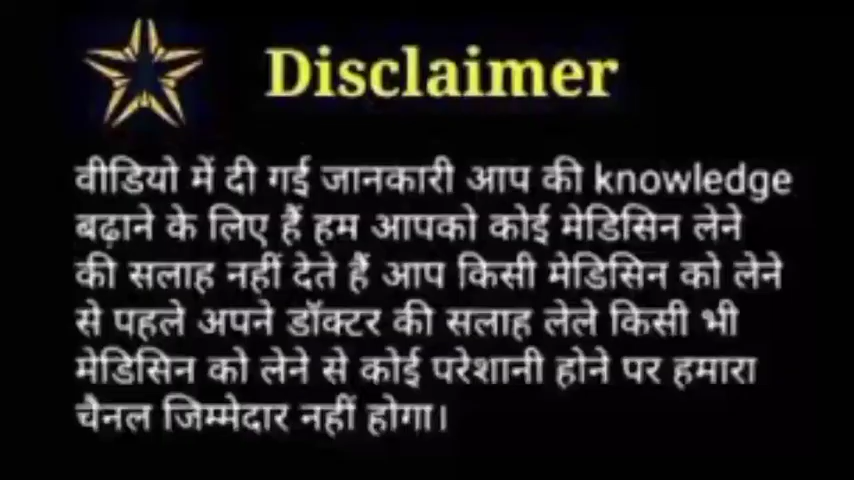 Disclaimer
वीडियो में दी गई जानकारी आप की knowledge
बढ़ाने के लिए हैं हम आपको कोई मेडिसिन लेने
की सलाह नहीं देते हैं आप किसी मेडिसिन को लेने
से पहले अपने डॉक्टर की सलाह लेले किसी भी
मेडिसिन को लेने से कोई परेशानी होने पर हमारा
चैनल जिम्मेदार नहीं होगा।